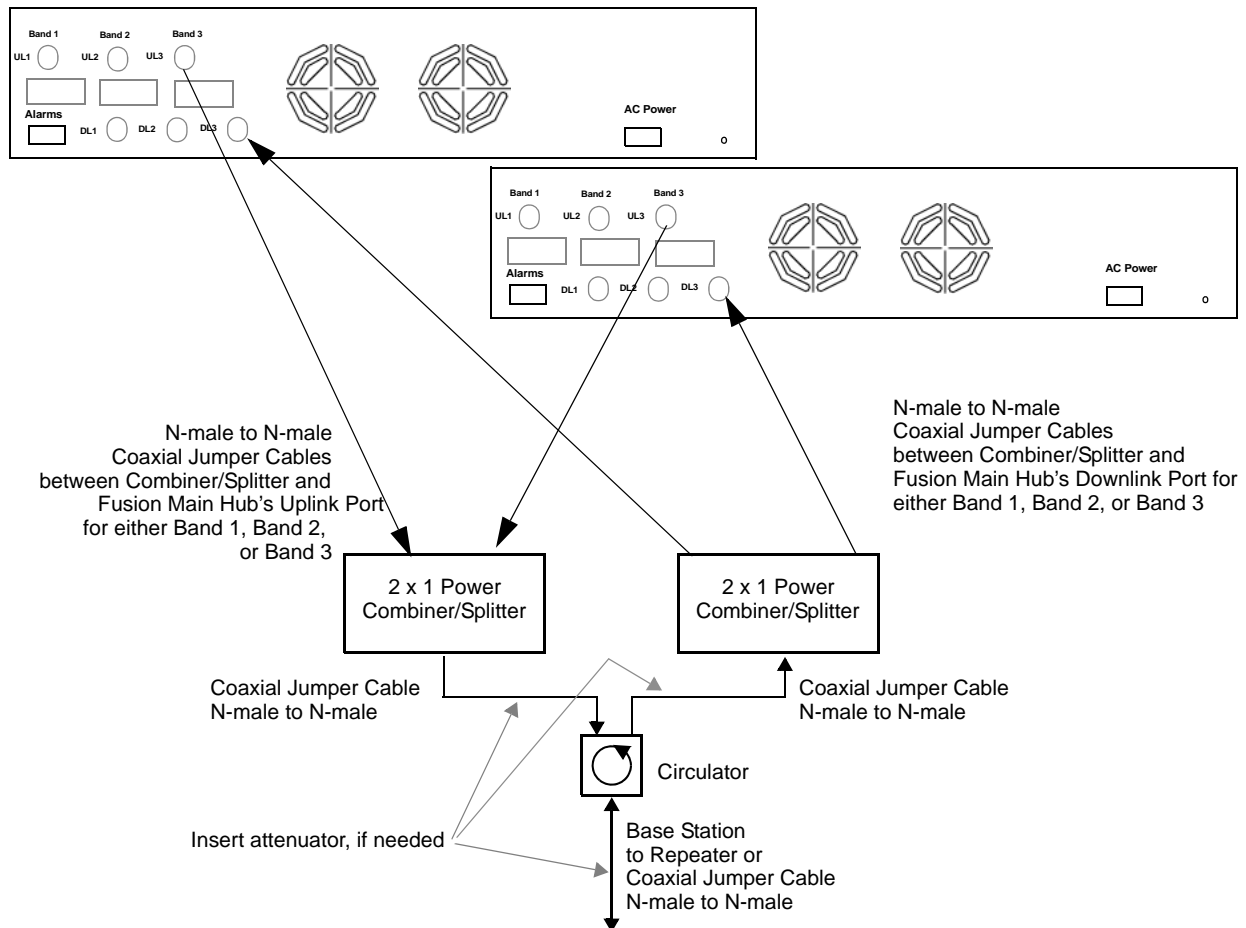 Band 1
Band 2
Band 3
UL1
UL2
UL3
Alarms
DL1
DL2
DL3
AC Power
o
Band 1
Band 2
Band 3
UL1
UL2
UL3
Alarms
DL1
DL2
DL3
AC Power
o
N-male to N-male
Coaxial Jumper Cables
between Combiner/Splitter and
Fusion Main Hub's Uplink Port
for either Band 1, Band 2,
or Band 3
N-male to N-male
Coaxial Jumper Cables
between Combiner/Splitter and
Fusion Main Hub's Downlink Port for
either Band 1, Band 2, or Band 3
2 x 1 Power
Combiner/Splitter
2 x 1 Power
Combiner/Splitter
Coaxial Jumper Cable
N-male to N-male
Coaxial Jumper Cable
N-male to N-male
Circulator
Insert attenuator, if needed
Base Station
to Repeater or
Coaxial Jumper Cable
N-male to N-male